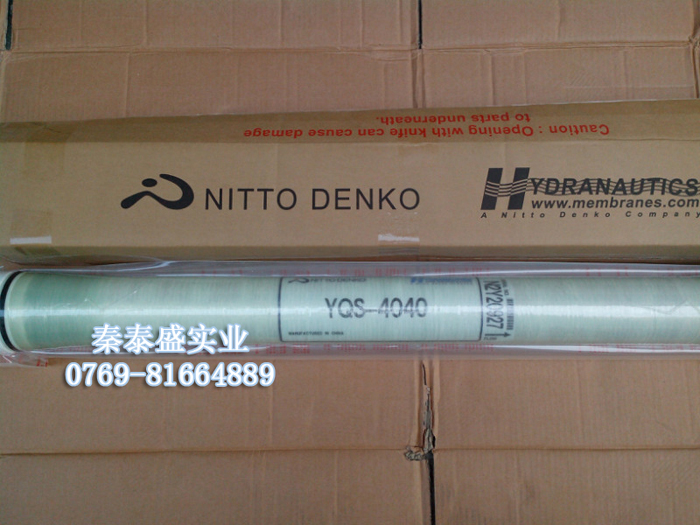 Caution : Opening with knife can cause damage
to parts underneath.
NITTO DENKO
HYDRANAUTICS
www.membranes.com
A Nitto Denko Company
YQS-4040
秦泰盛实业
0769-81664889